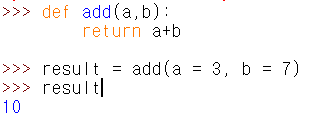 >>> def add(a,b):
        return a+b
>>> result = add(a = 3, b = 7)
>>> result
10